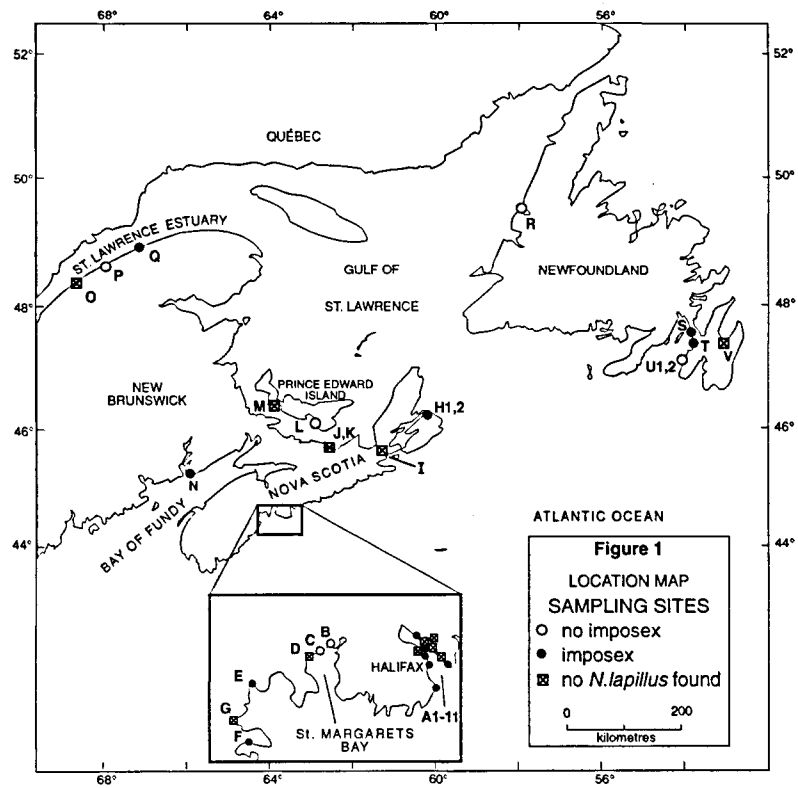 68° 64° 60° 56°
52° 52°
QUÉBEC
50° 50°
ST. LAWRENCE ESTUARY
R
Q
P
O
GULF OF
ST. LAWRENCE
NEWFOUNDLAND
48° 48°
S
T
V
U1,2
NEW
BRUNSWICK
PRINCE EDWARD
ISLAND
M
L
J,K
H1,2
46° 46°
I
N
NOVA SCOTIA
BAY OF FUNDY
44° 44°
ATLANTIC OCEAN
Figure 1
LOCATION MAP
SAMPLING SITES
no imposex
imposex
no N.lapillus found
0 200
kilometres
B
C
D
E
G
F
HALIFAX
A1-11
St. MARGARETS
BAY
68° 64° 60° 56°